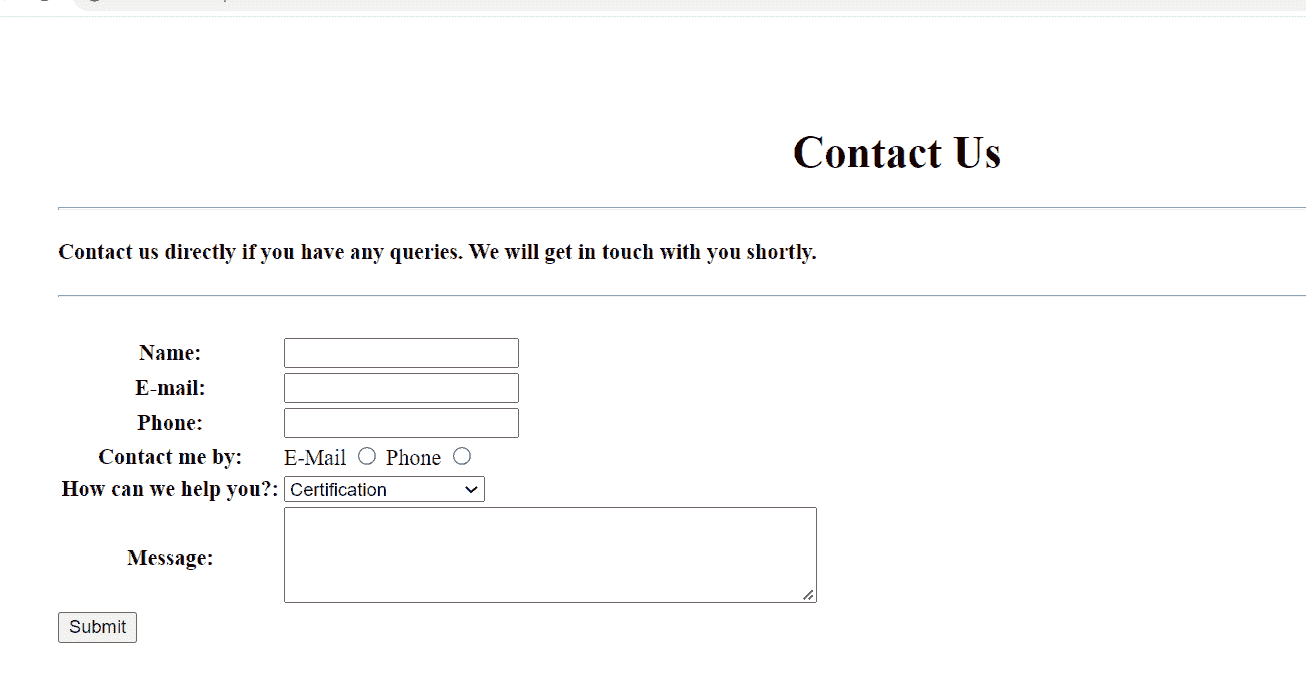 Contact Us
Contact us directly if you have any queries. We will get in touch with you shortly.
Name:
E-mail:
Phone:
Contact me by: E-Mail Phone
How can we help you?: Certification
Message:
Submit